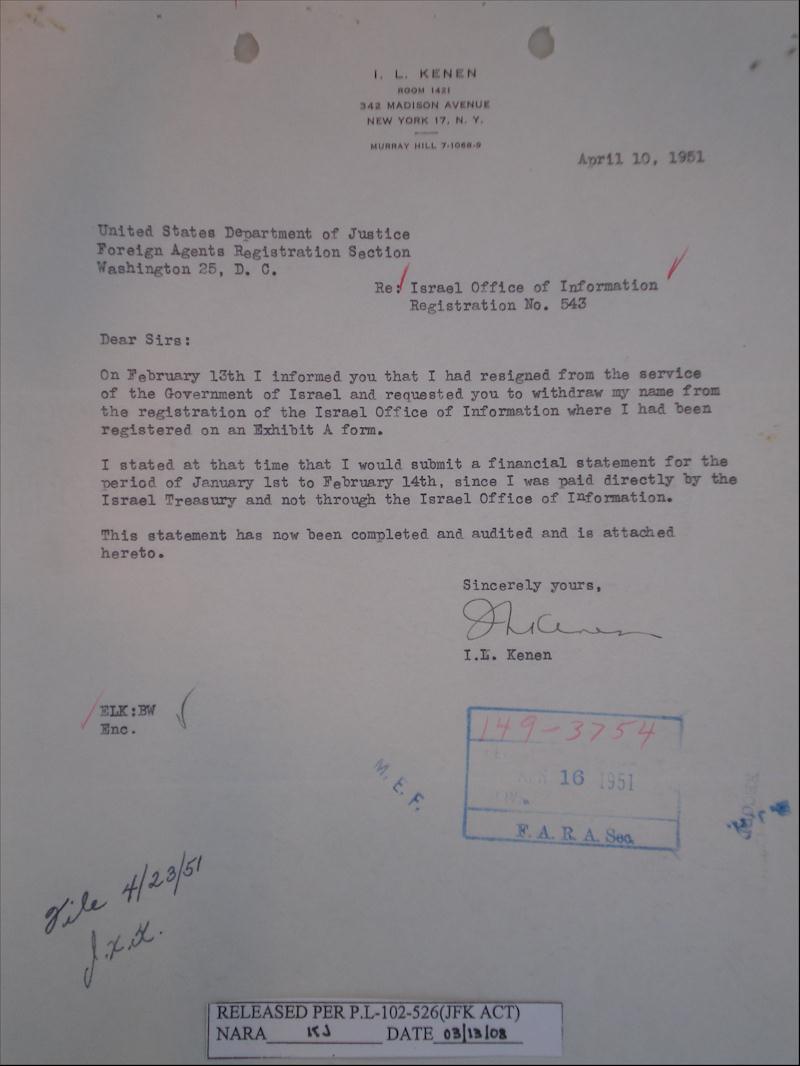 I. L. KENEN
ROOM 1421
342 MADISON AVENUE
NEW YORK 17, N. Y.
MURRAY HILL 7-1068-9
April 10, 1951
United States Department of Justice
Foreign Agents Registration Section
Washington 25, D. C.
Re: Israel Office of Information
Registration No. 543
Dear Sirs:
On February 13th I informed you that I had resigned from the service
of the Government of Israel and requested you to withdraw my name from
the registration of the Israel Office of Information where I had been
registered on an Exhibit A form.
I stated at that time that I would submit a financial statement for the
period of January 1st to February 14th, since I was paid directly by the
Israel Treasury and not through the Israel Office of Information.
This statement has now been completed and audited and is attached
hereto.
Sincerely yours,
I.L. Kenen
ELK:BW
Enc.
149-3754
16 1951
M. E. F.
F. A. R. A. Sec.
File 4/23/51
RELEASED PER P.L-102-526(JFK ACT)
NARA KJ DATE 03/13/08